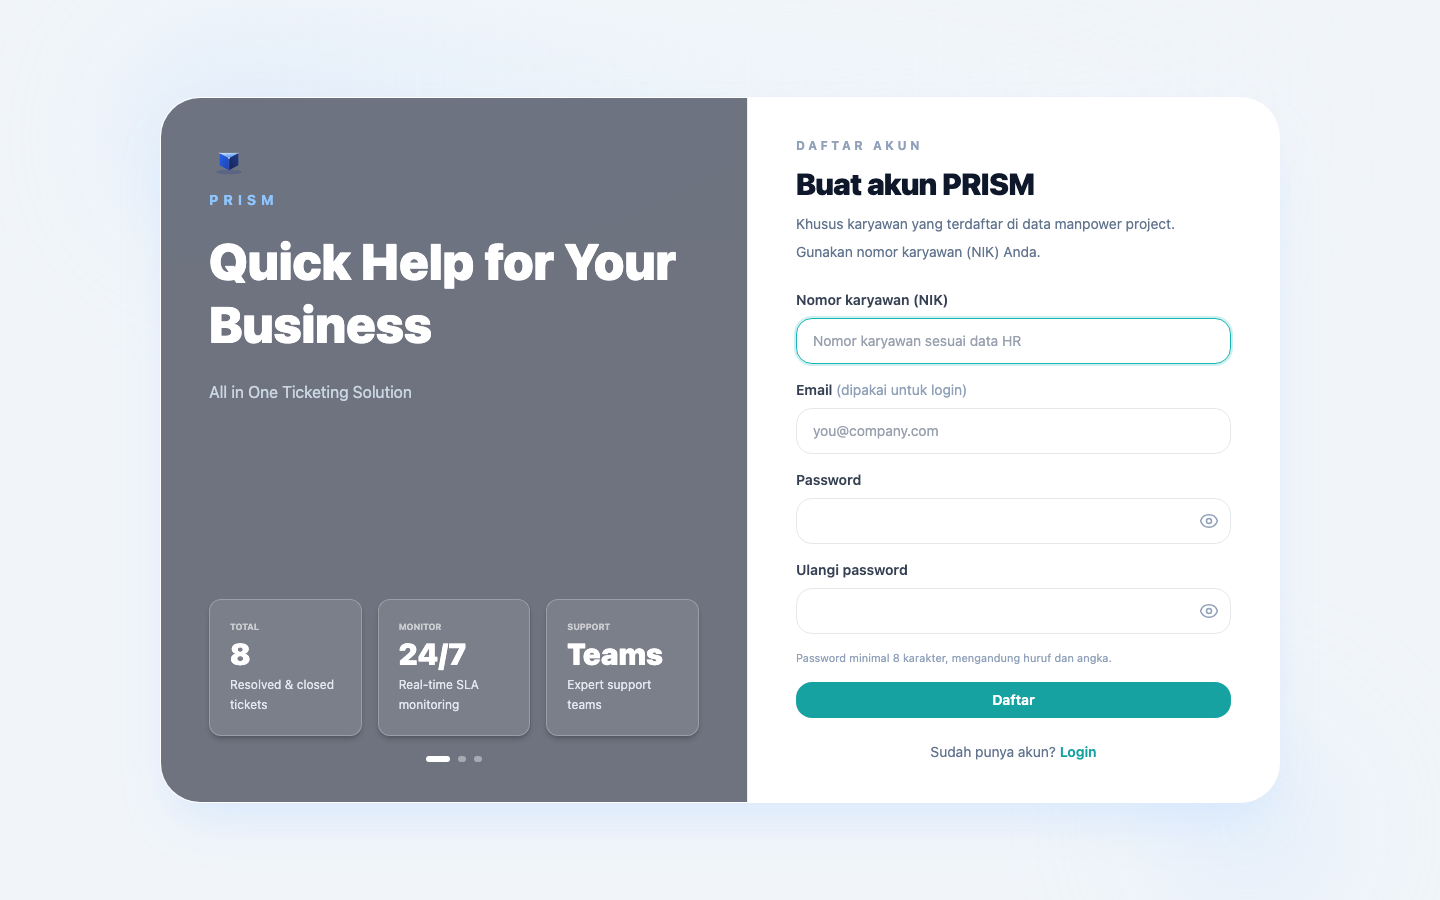 PRISM
Quick Help for Your
Business
All in One Ticketing Solution
TOTAL
8
Resolved & closed
tickets
MONITOR
24/7
Real-time SLA
monitoring
SUPPORT
Teams
Expert support
teams
DAFTAR AKUN
Buat akun PRISM
Khusus karyawan yang terdaftar di data manpower project.
Gunakan nomor karyawan (NIK) Anda.
Nomor karyawan (NIK)
Nomor karyawan sesuai data HR
Email (dipakai untuk login)
you@company.com
Password
Ulangi password
Password minimal 8 karakter, mengandung huruf dan angka.
Daftar
Sudah punya akun? Login